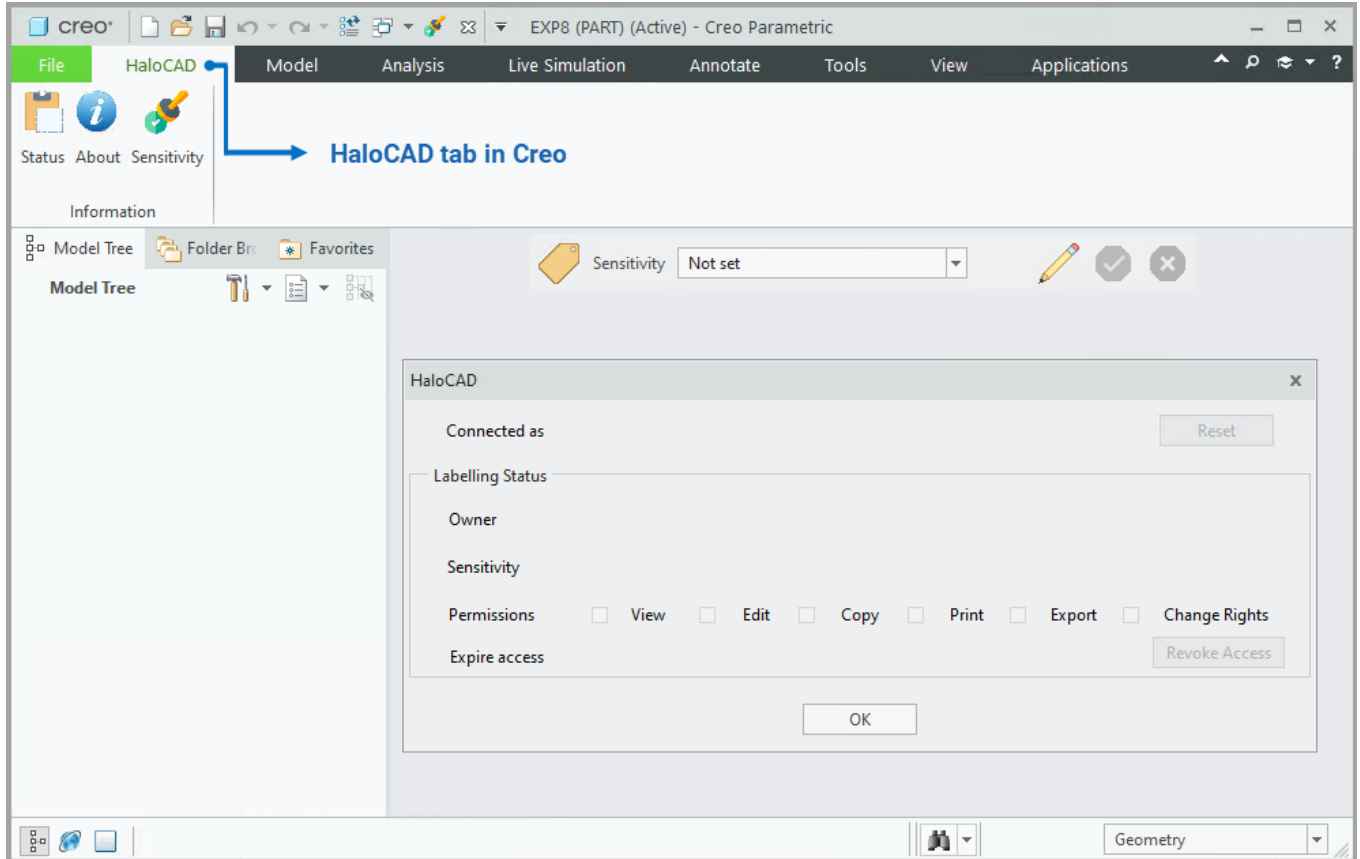 creo EXP8 (PART) (Active) - Creo Parametric
File HaloCAD Model Analysis Live Simulation Annotate Tools View Applications ?
Status About Sensitivity
HaloCAD tab in Creo
Information
Model Tree Folder Bro Favorites
Sensitivity Not set
Model Tree
HaloCAD
Connected as Reset
Labelling Status
Owner
Sensitivity
Permissions View Edit Copy Print Export Change Rights
Expire access Revoke Access
OK
Geometry